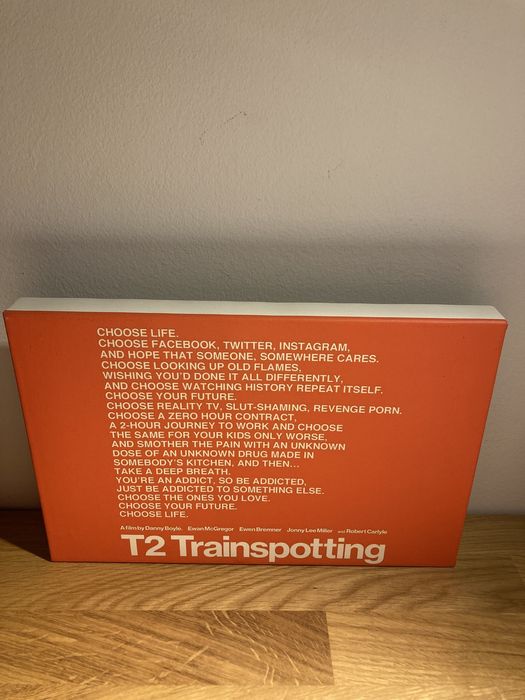 CHOOSE LIFE.
CHOOSE FACEBOOK, TWITTER, INSTAGRAM,
AND HOPE THAT SOMEONE, SOMEWHERE CARES.
CHOOSE LOOKING UP OLD FLAMES,
WISHING YOU'D DONE IT ALL DIFFERENTLY,
AND CHOOSE WATCHING HISTORY REPEAT ITSELF.
CHOOSE YOUR FUTURE.
CHOOSE REALITY TV, SLUT-SHAMING, REVENGE PORN.
CHOOSE A ZERO HOUR CONTRACT,
A 2-HOUR JOURNEY TO WORK AND CHOOSE
THE SAME FOR YOUR KIDS ONLY WORSE,
AND SMOTHER THE PAIN WITH AN UNKNOWN
DOSE OF AN UNKNOWN DRUG MADE IN
SOMEBODY'S KITCHEN, AND THEN...
TAKE A DEEP BREATH.
YOU'RE AN ADDICT, SO BE ADDICTED,
JUST BE ADDICTED TO SOMETHING ELSE.
CHOOSE THE ONES YOU LOVE.
CHOOSE YOUR FUTURE.
CHOOSE LIFE.
A film by Danny Boyle. Ewan McGregor Ewen Bremner Jonny Lee Miller and Robert Carlyle
T2 Trainspotting